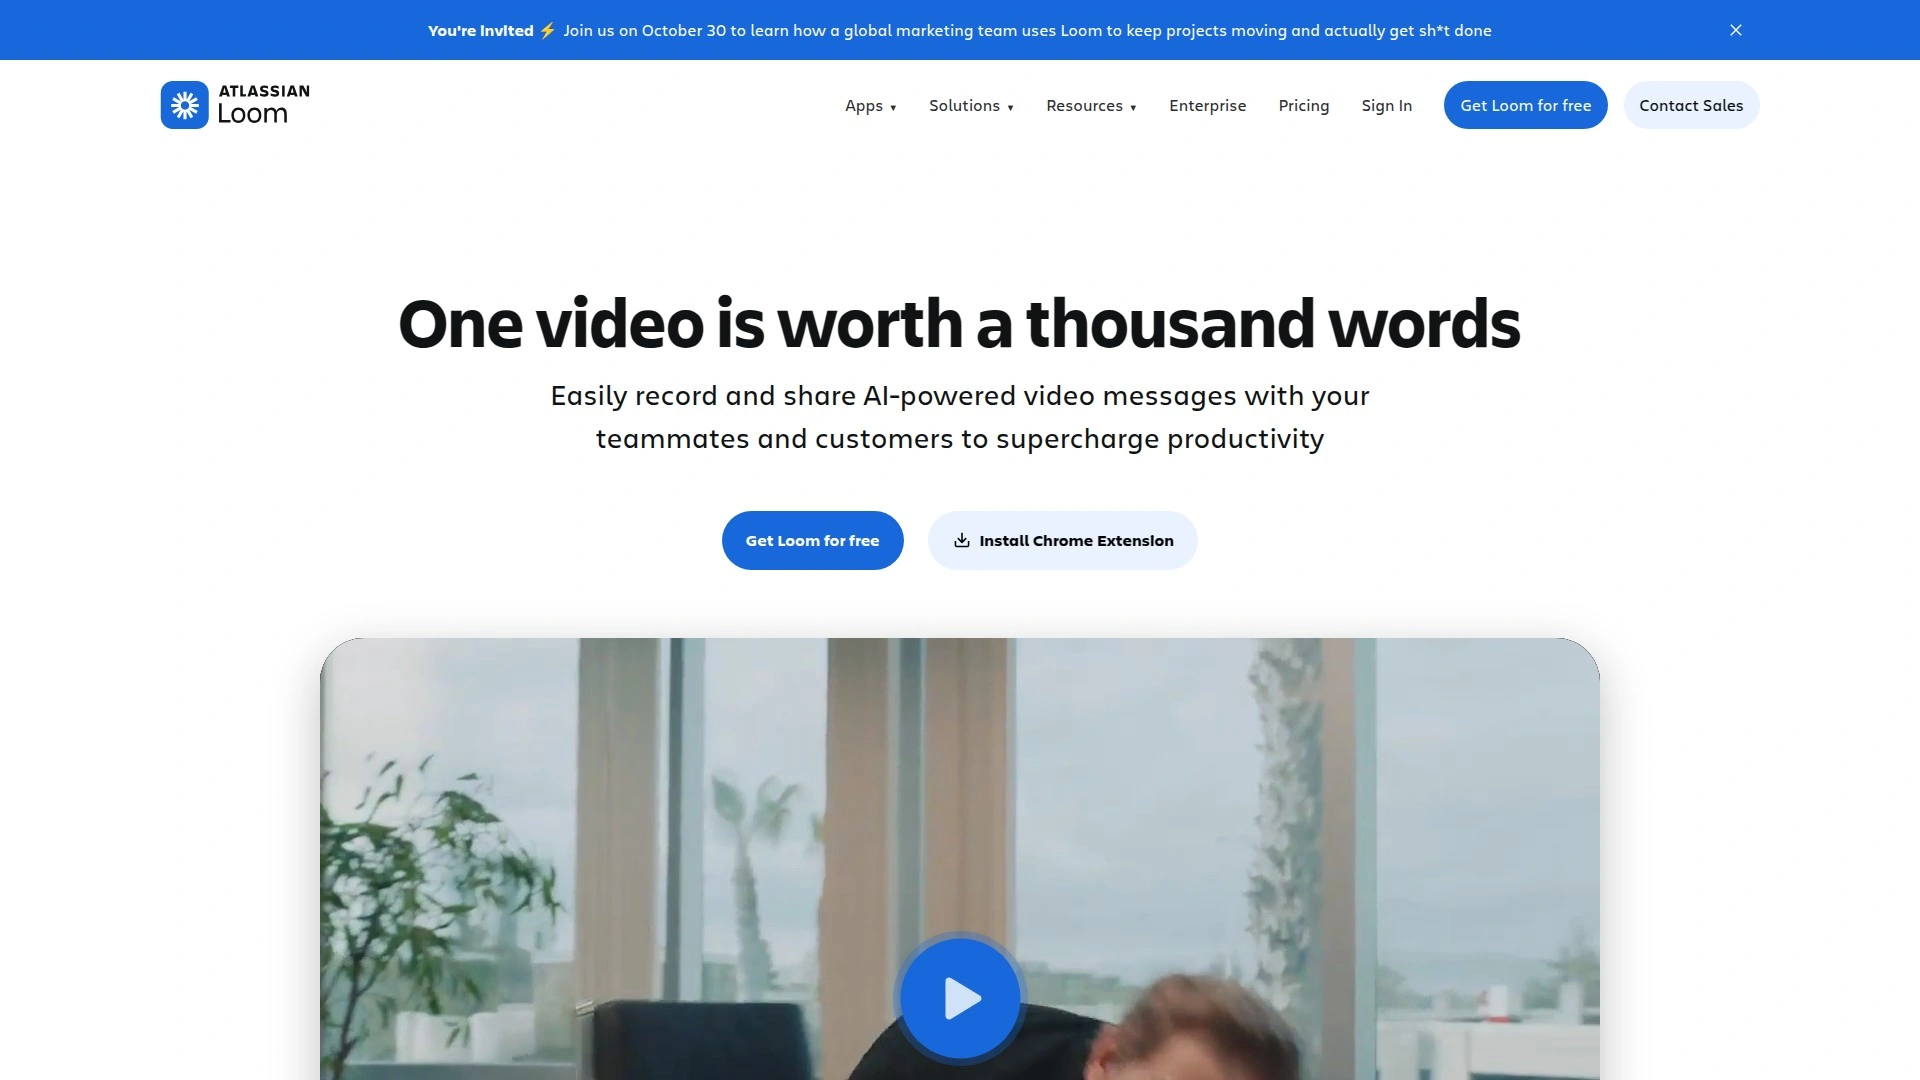 You're invited ⚡ Join us on October 30 to learn how a global marketing team uses Loom to keep projects moving and actually get sh*t done
ATLASSIAN
Loom
Apps ▾ Solutions ▾ Resources ▾ Enterprise Pricing Sign In Get Loom for free Contact Sales
One video is worth a thousand words
Easily record and share AI-powered video messages with your
teammates and customers to supercharge productivity
Get Loom for free Install Chrome Extension